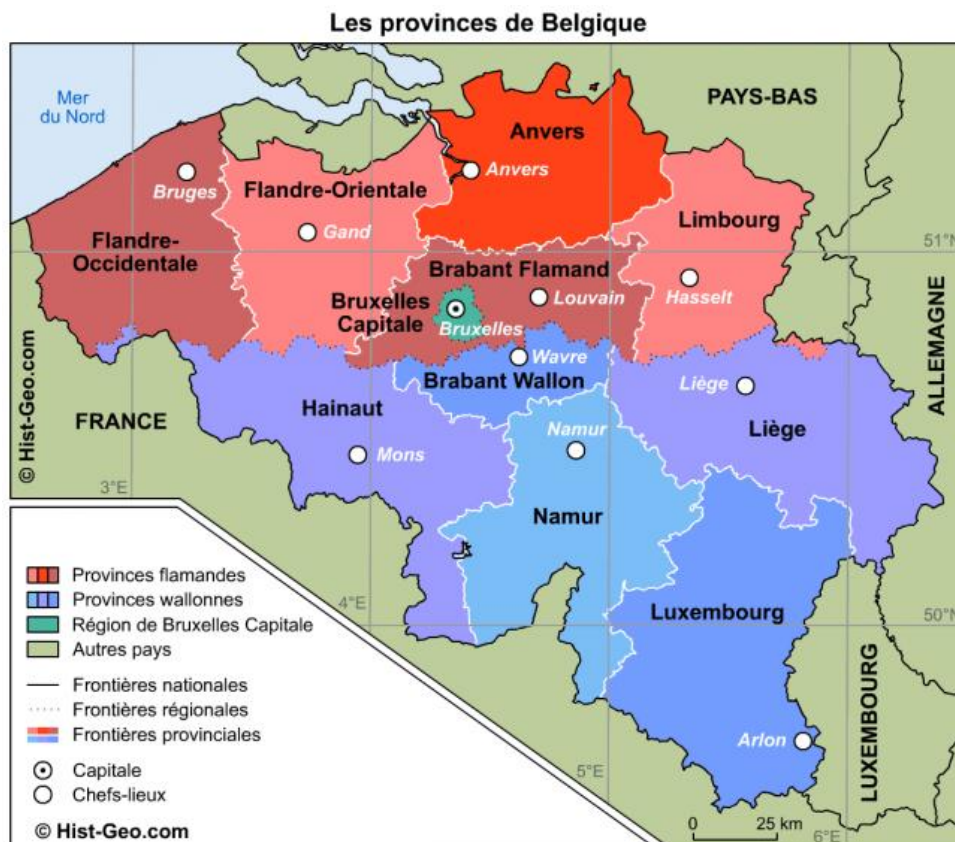 Les provinces de Belgique
Mer
du Nord
PAYS-BAS
Anvers
Anvers
Bruges
Flandre-Orientale
Gand
Limbourg
51°N
Flandre-
Occidentale
Brabant Flamand
Louvain
Hasselt
Bruxelles
Capitale
Bruxelles
ALLEMAGNE
Wavre
Brabant Wallon
Liège
Hainaut
FRANCE
© Hist-Geo.com
Namur
Liège
Mons
3°E
Namur
Provinces flamandes
Provinces wallonnes
4°E
Région de Bruxelles Capitale
Luxembourg
50°N
Autres pays
Frontières nationales
Frontières régionales
Frontières provinciales
LUXEMBOURG
Arlon
Capitale
5°E
Chefs-lieux
© Hist-Geo.com
0 25 km
6°E